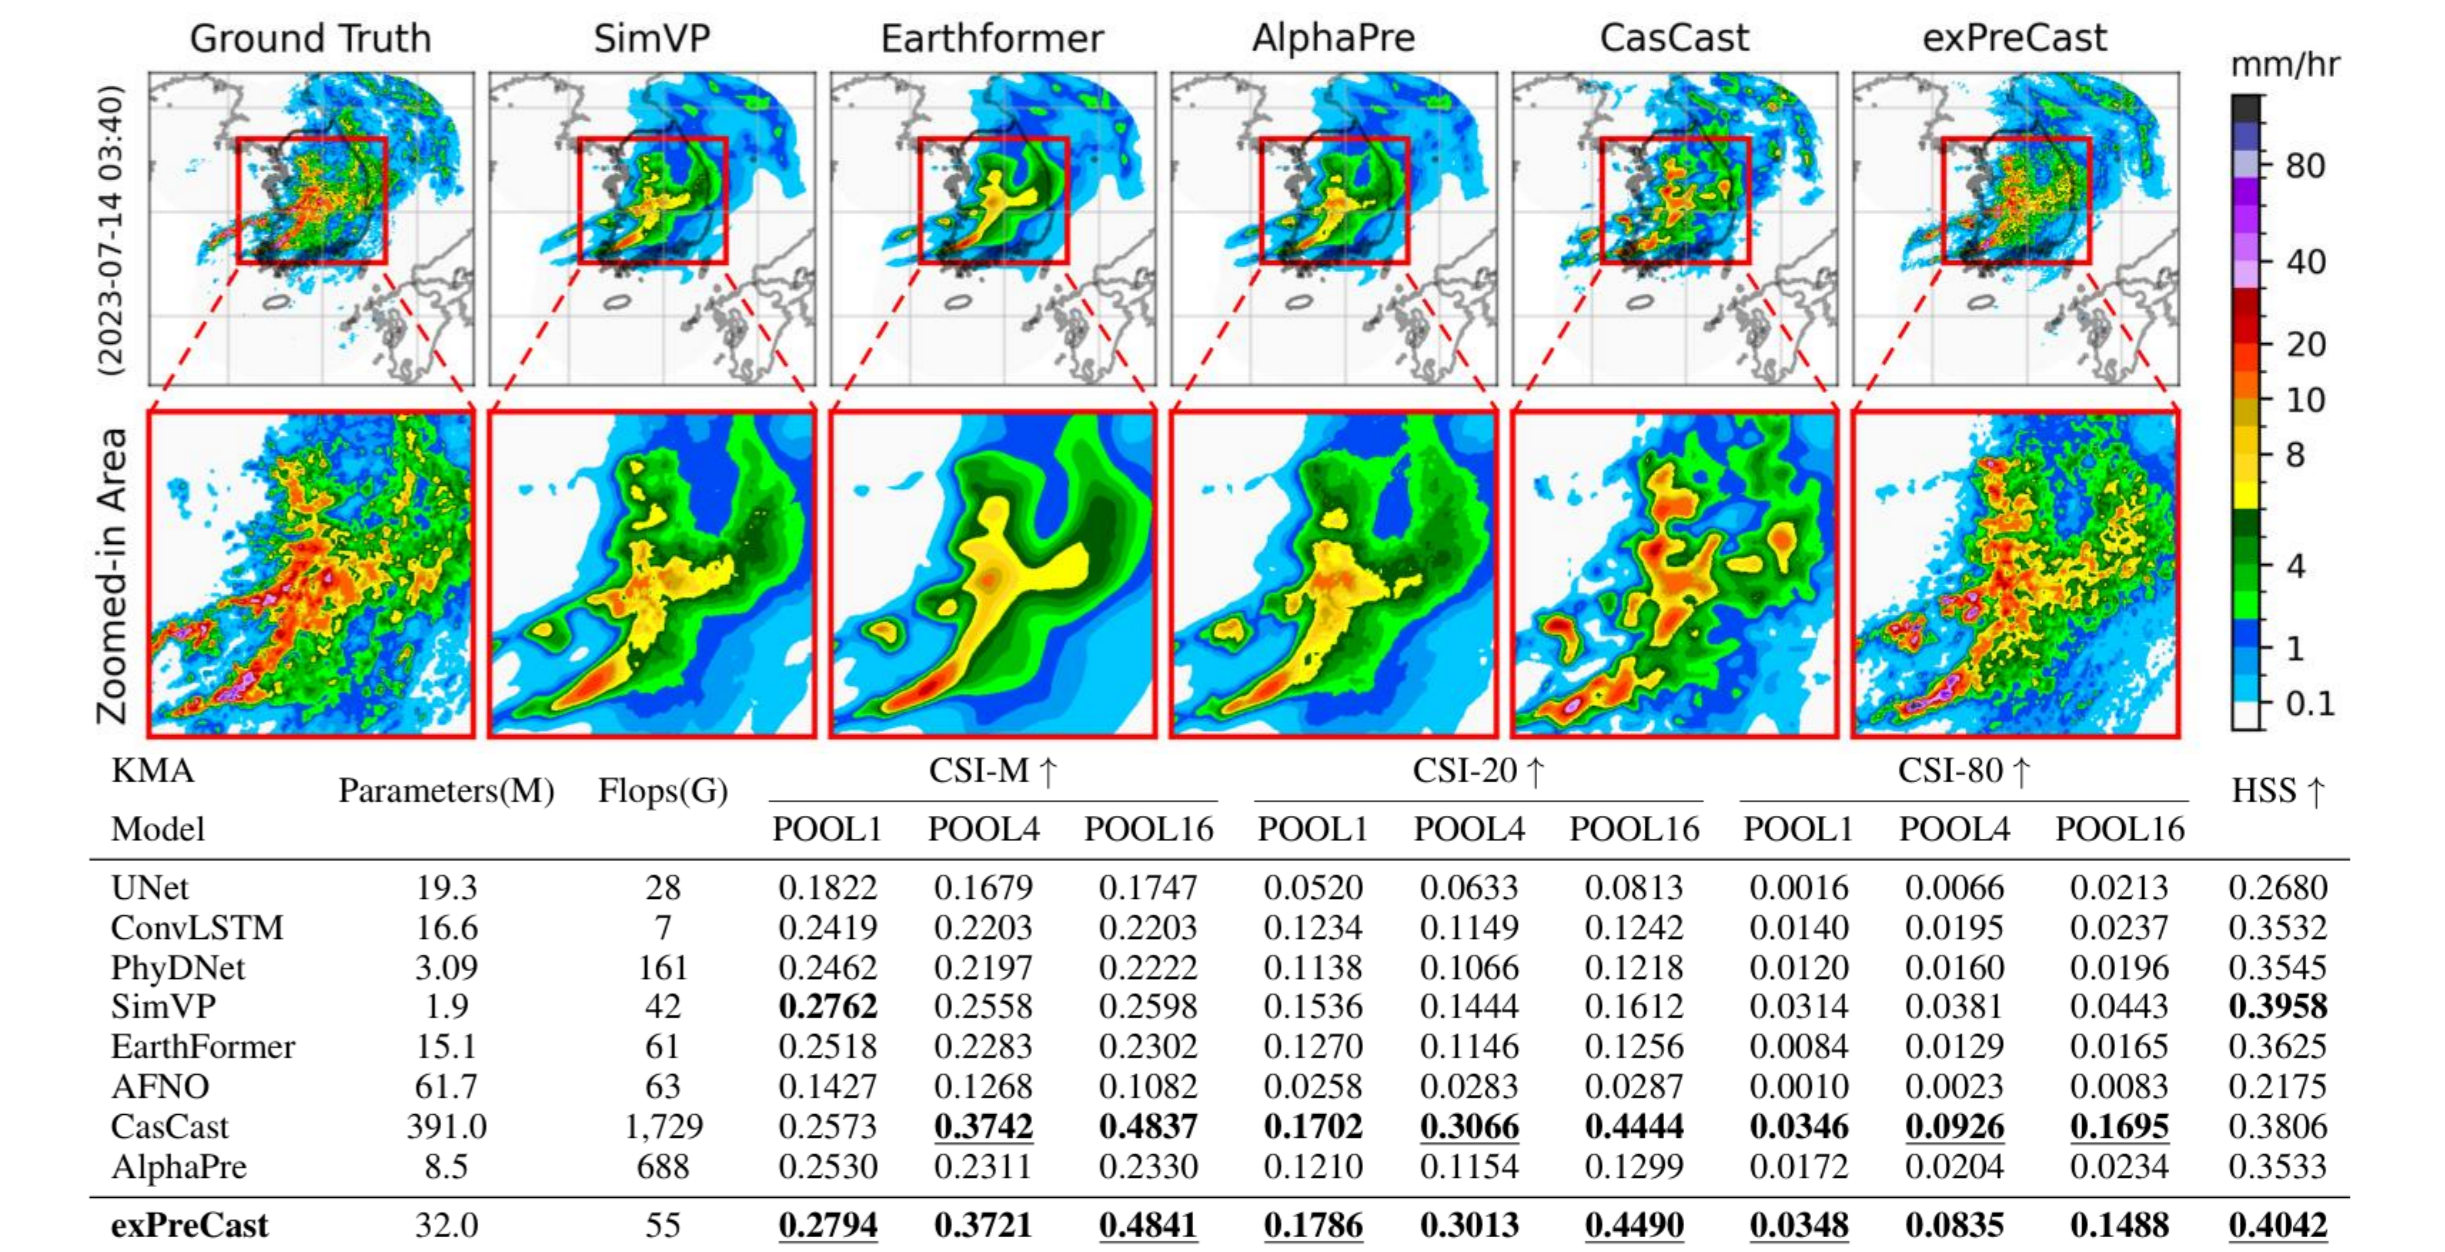 Ground Truth SimVP Earthformer AlphaPre CasCast exPreCast
mm/hr
(2023-07-14 03:40)
80
40
20
10
8
4
1
0.1
Zoomed-in Area
KMA Parameters(M) Flops(G) CSI-M ↑ CSI-20 ↑ CSI-80 ↑ HSS ↑
Model POOL1 POOL4 POOL16 POOL1 POOL4 POOL16 POOL1 POOL4 POOL16
UNet 19.3 28 0.1822 0.1679 0.1747 0.0520 0.0633 0.0813 0.0016 0.0066 0.0213 0.2680
ConvLSTM 16.6 7 0.2419 0.2203 0.2203 0.1234 0.1149 0.1242 0.0140 0.0195 0.0237 0.3532
PhyDNet 3.09 161 0.2462 0.2197 0.2222 0.1138 0.1066 0.1218 0.0120 0.0160 0.0196 0.3545
SimVP 1.9 42 0.2762 0.2558 0.2598 0.1536 0.1444 0.1612 0.0314 0.0381 0.0443 0.3958
EarthFormer 15.1 61 0.2518 0.2283 0.2302 0.1270 0.1146 0.1256 0.0084 0.0129 0.0165 0.3625
AFNO 61.7 63 0.1427 0.1268 0.1082 0.0258 0.0283 0.0287 0.0010 0.0023 0.0083 0.2175
CasCast 391.0 1,729 0.2573 0.3742 0.4837 0.1702 0.3066 0.4444 0.0346 0.0926 0.1695 0.3806
AlphaPre 8.5 688 0.2530 0.2311 0.2330 0.1210 0.1154 0.1299 0.0172 0.0204 0.0234 0.3533
exPreCast 32.0 55 0.2794 0.3721 0.4841 0.1786 0.3013 0.4490 0.0348 0.0835 0.1488 0.4042